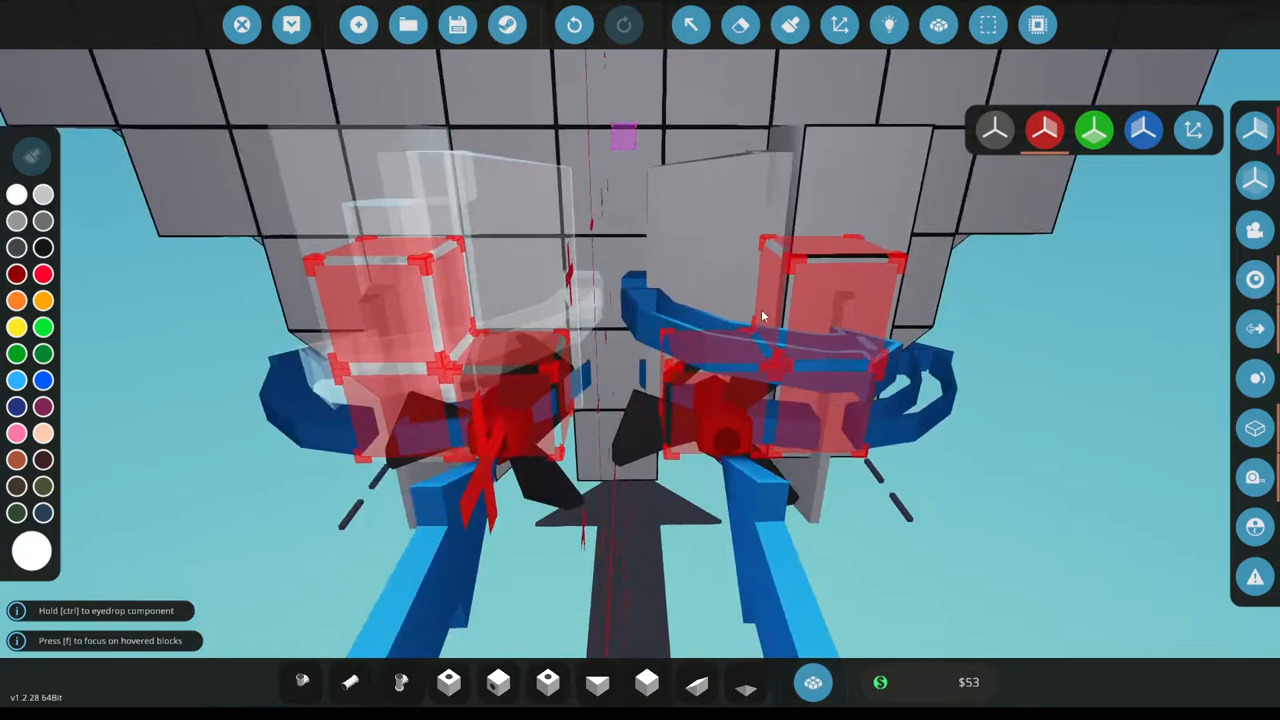 Hold [ctrl] to eyedrop component
Press [f] to focus on hovered blocks
v1.2.28 64Bit
$53